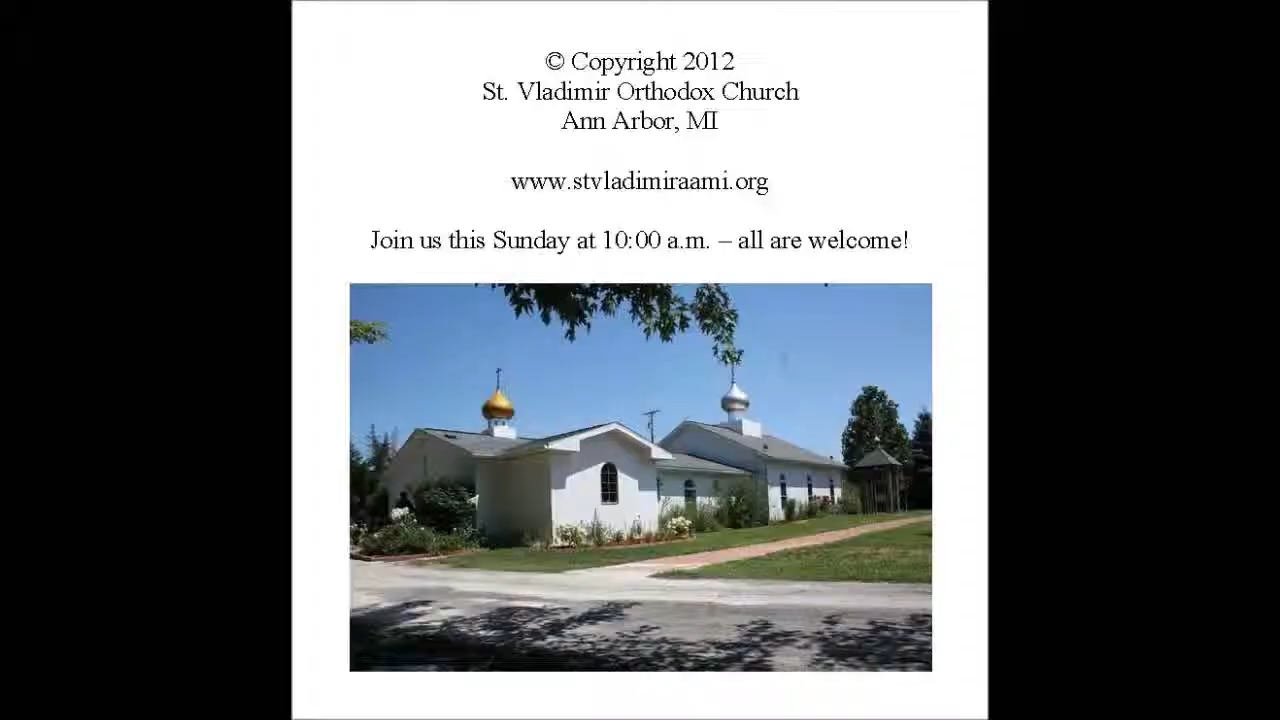 © Copyright 2012
St. Vladimir Orthodox Church
Ann Arbor, MI
www.stvladimiraami.org
Join us this Sunday at 10:00 a.m. – all are welcome!